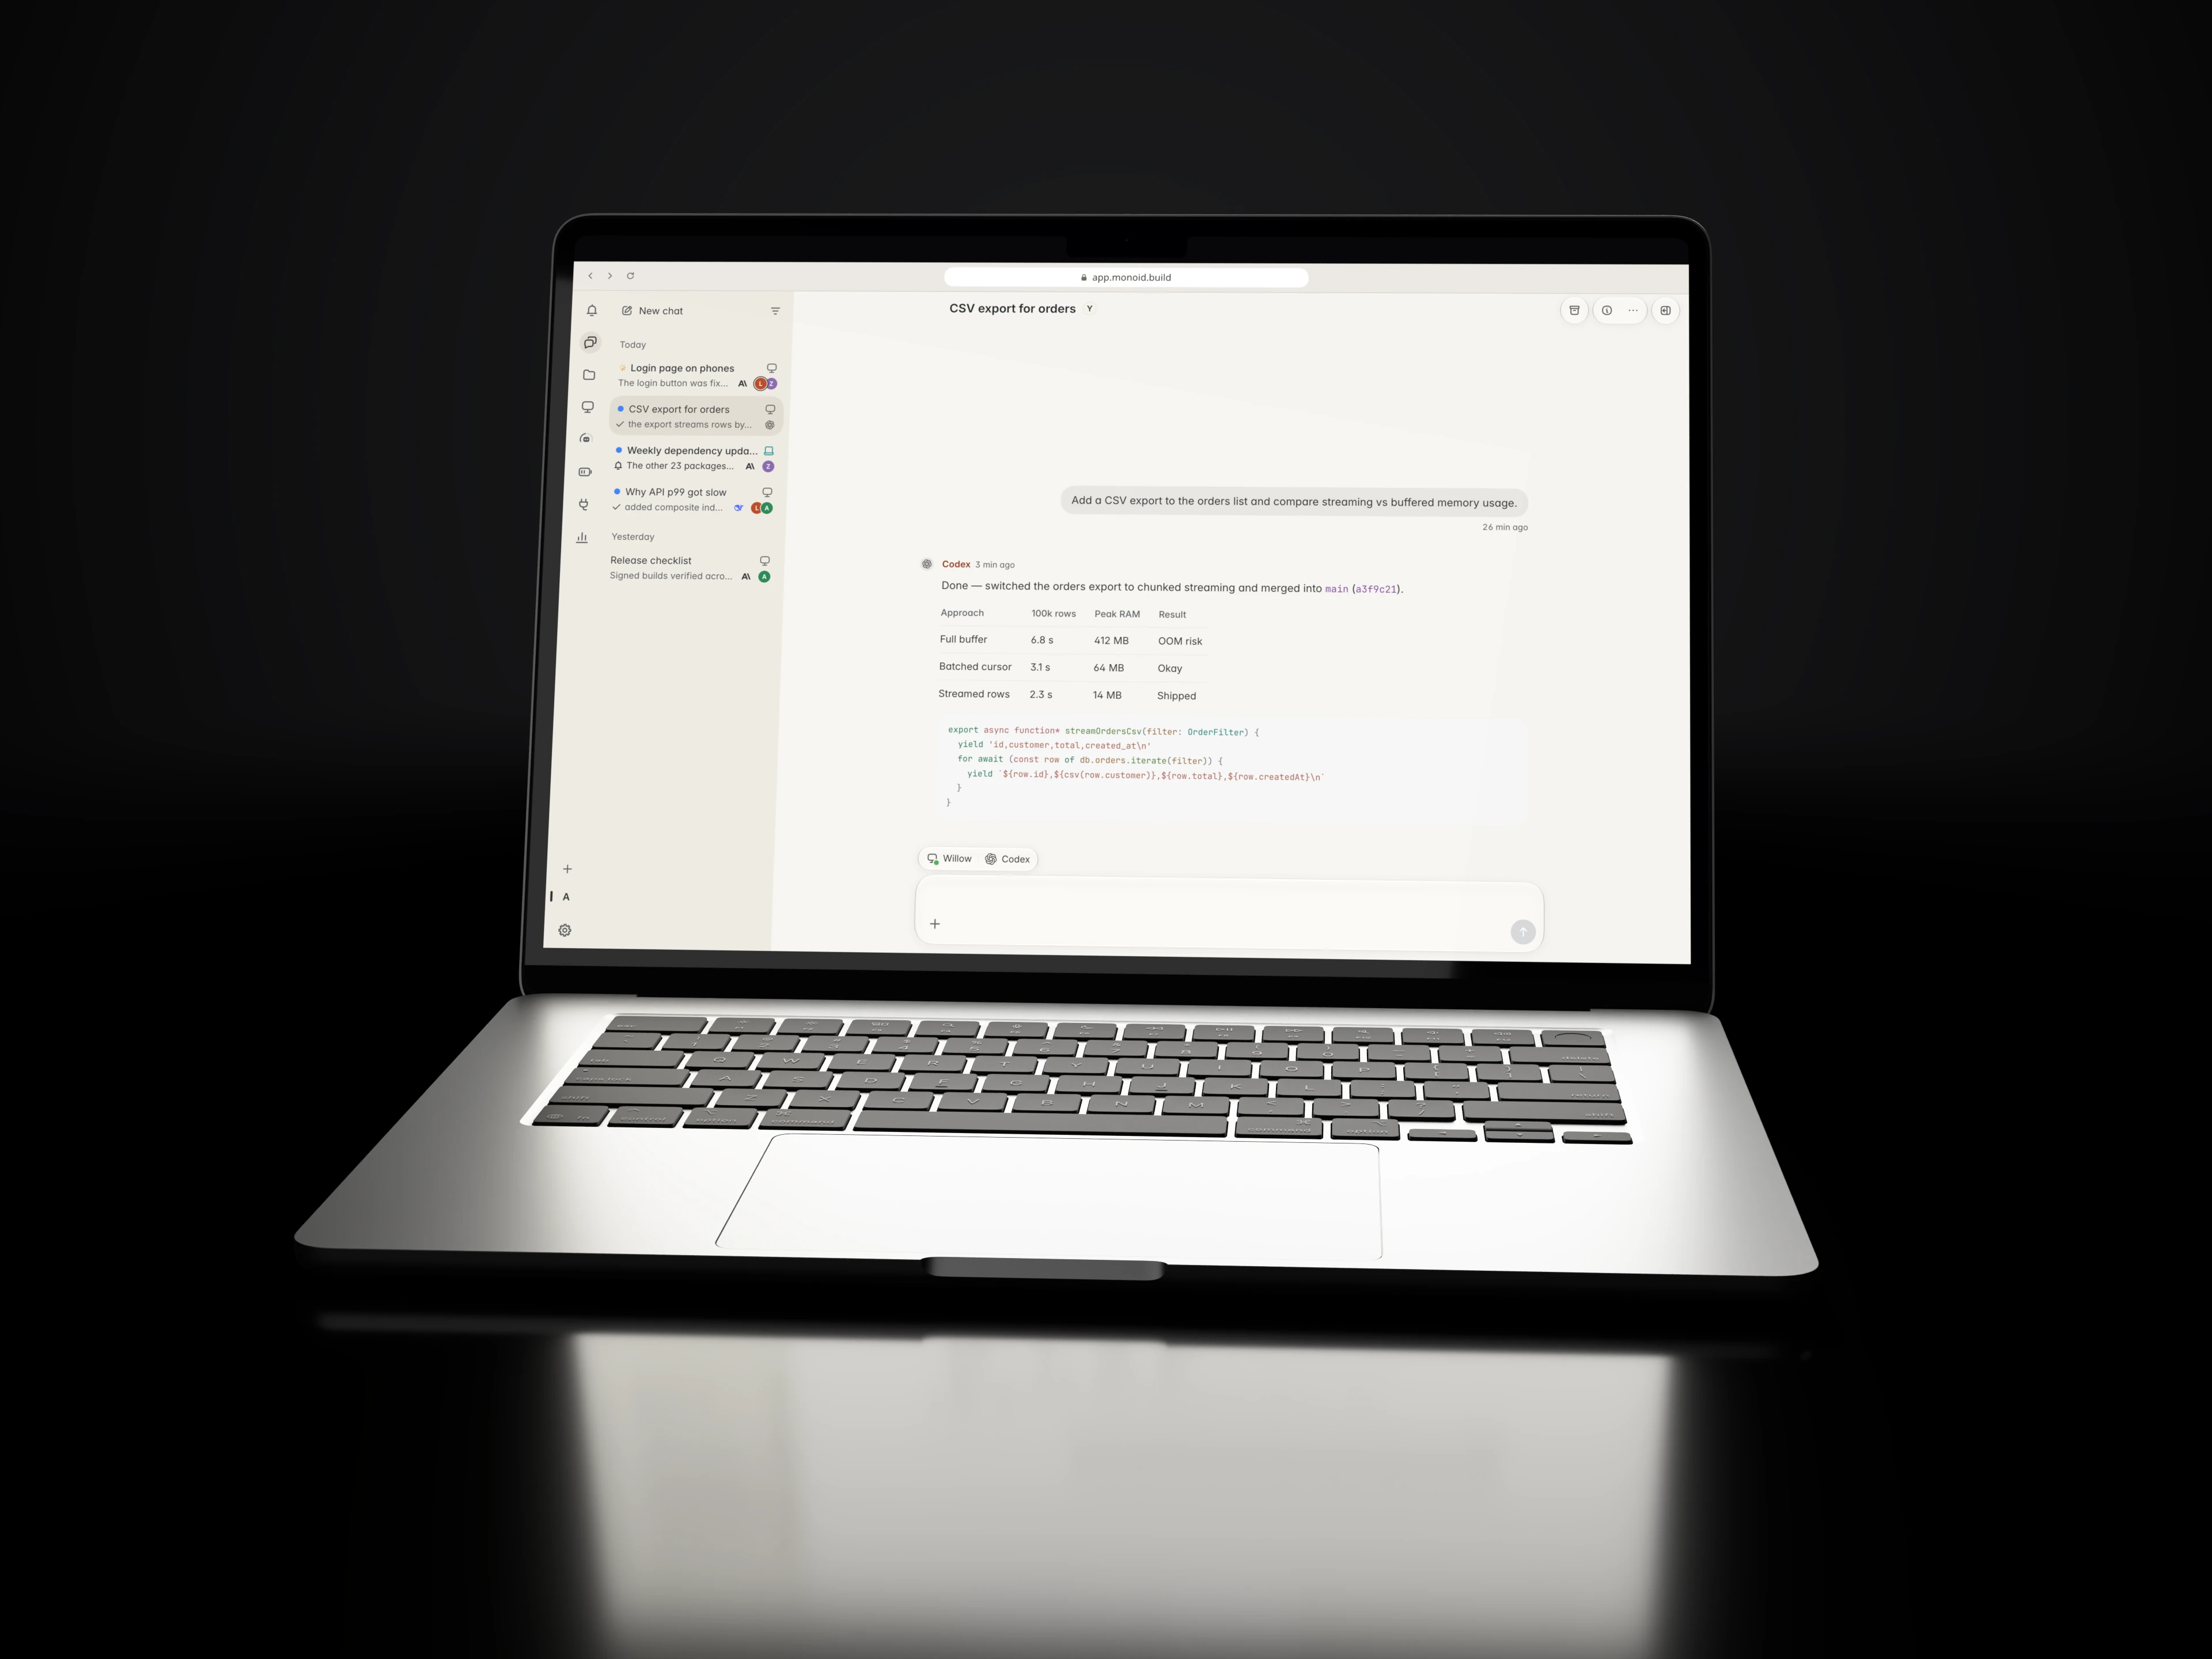 app.monoid.build
New chat
Today
Login page on phones
The login button was fix...
L Z
CSV export for orders
the export streams rows by...
Weekly dependency upda...
The other 23 packages...
Z
Why API p99 got slow
added composite ind...
L A
Yesterday
Release checklist
Signed builds verified acro...
A
A
CSV export for orders Y
Add a CSV export to the orders list and compare streaming vs buffered memory usage.
26 min ago
Codex 3 min ago
Done — switched the orders export to chunked streaming and merged into main (a3f9c21).
Approach 100k rows Peak RAM Result
Full buffer 6.8 s 412 MB OOM risk
Batched cursor 3.1 s 64 MB Okay
Streamed rows 2.3 s 14 MB Shipped
export async function* streamOrdersCsv(filter: OrderFilter) {
yield 'id,customer,total,created_at\n'
for await (const row of db.orders.iterate(filter)) {
yield `${row.id},${csv(row.customer)},${row.total},${row.createdAt}\n`
}
}
Willow Codex
Q W E R T Y U I O P
A S D F G H J K L
Z X C V B N M
control option command command option